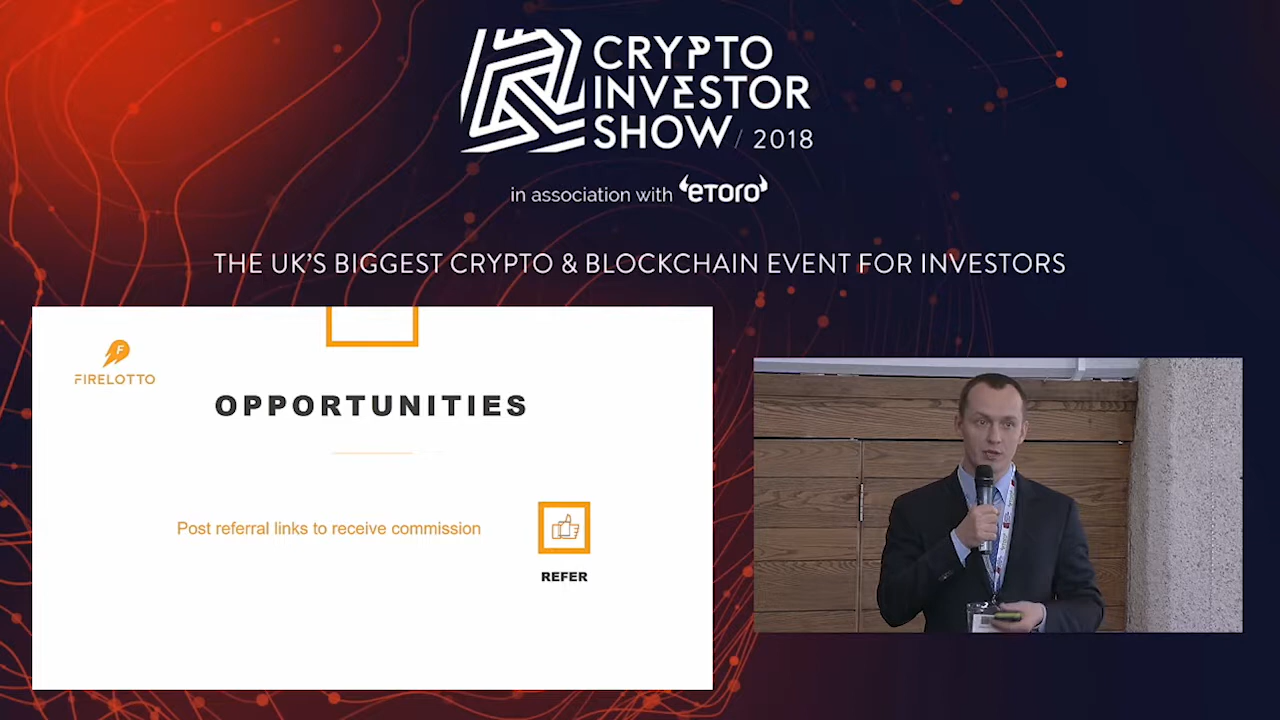 CRYPTO
INVESTOR
SHOW / 2018
in association with eTORO
THE UK'S BIGGEST CRYPTO & BLOCKCHAIN EVENT FOR INVESTORS
F
FIRELOTTO
OPPORTUNITIES
Post referral links to receive commission
REFER